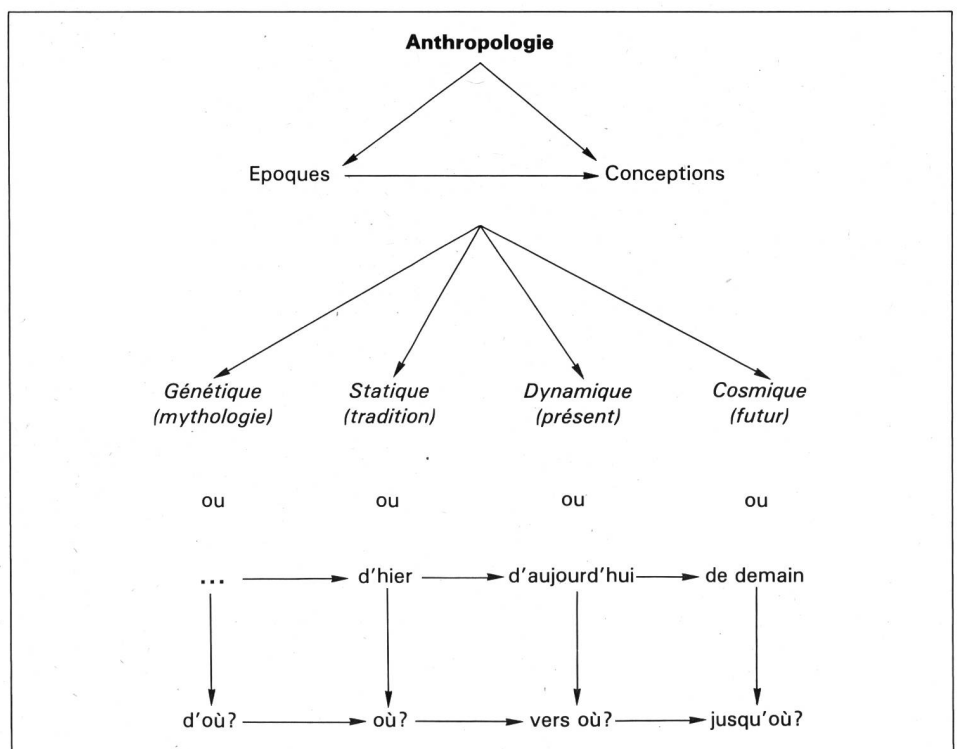 Anthropologie
Epoques Conceptions
Génétique Statique Dynamique Cosmique
(mythologie) (tradition) (présent) (futur)
ou ou ou ou
... d'hier d'aujourd'hui de demain
d'où? où? vers où? jusqu'où?